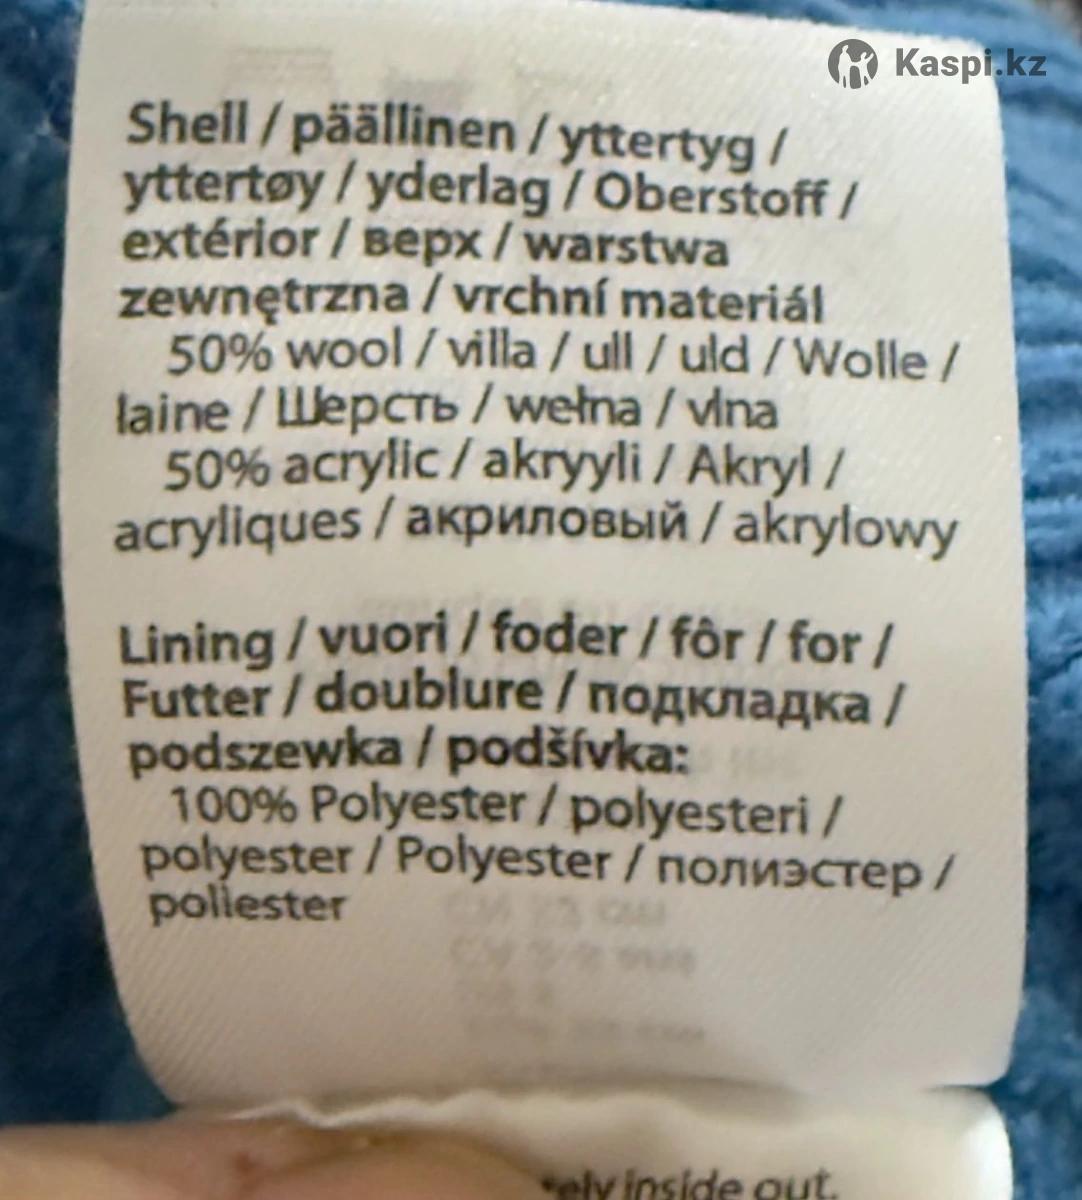 Kaspi.kz
Shell / päällinen / yttertyg /
yttertøy / yderlag / Oberstoff /
extérior / верх / warstwa
zewnętrzna / vrchní materiál
50% wool / villa / ull / uld / Wolle /
laine / Шерсть / wełna / vlna
50% acrylic / akryyli / Akryl /
acryliques / акриловый / akrylowy
Lining / vuori / foder / fôr / for /
Futter / doublure / подкладка /
podszewka / podšívka:
100% Polyester / polyesteri /
polyester / Polyester / полиэстер /
poliester
inside out.